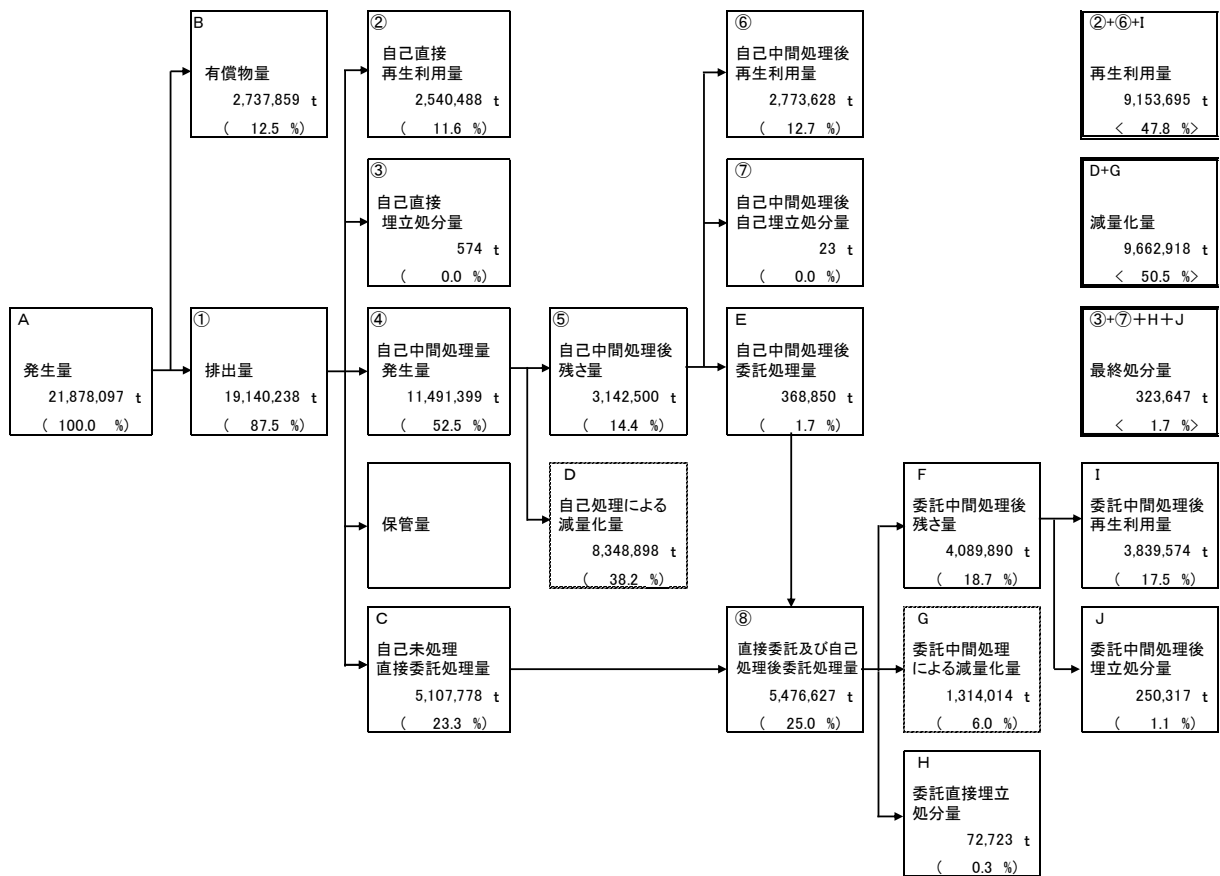 B
有償物量
2,737,859 t
( 12.5 %)
②
自己直接
再生利用量
2,540,488 t
( 11.6 %)
⑥
自己中間処理後
再生利用量
2,773,628 t
( 12.7 %)
②+⑥+I
再生利用量
9,153,695 t
< 47.8 %>
③
自己直接
埋立処分量
574 t
( 0.0 %)
⑦
自己中間処理後
自己埋立処分量
23 t
( 0.0 %)
D+G
減量化量
9,662,918 t
< 50.5 %>
A
発生量
21,878,097 t
( 100.0 %)
①
排出量
19,140,238 t
( 87.5 %)
④
自己中間処理量
発生量
11,491,399 t
( 52.5 %)
⑤
自己中間処理後
残さ量
3,142,500 t
( 14.4 %)
E
自己中間処理後
委託処理量
368,850 t
( 1.7 %)
③+⑦+H+J
最終処分量
323,647 t
< 1.7 %>
保管量
D
自己処理による
減量化量
8,348,898 t
( 38.2 %)
F
委託中間処理後
残さ量
4,089,890 t
( 18.7 %)
I
委託中間処理後
再生利用量
3,839,574 t
( 17.5 %)
C
自己未処理
直接委託処理量
5,107,778 t
( 23.3 %)
⑧
直接委託及び自己
処理後委託処理量
5,476,627 t
( 25.0 %)
G
委託中間処理
による減量化量
1,314,014 t
( 6.0 %)
J
委託中間処理後
埋立処分量
250,317 t
( 1.1 %)
H
委託直接埋立
処分量
72,723 t
( 0.3 %)